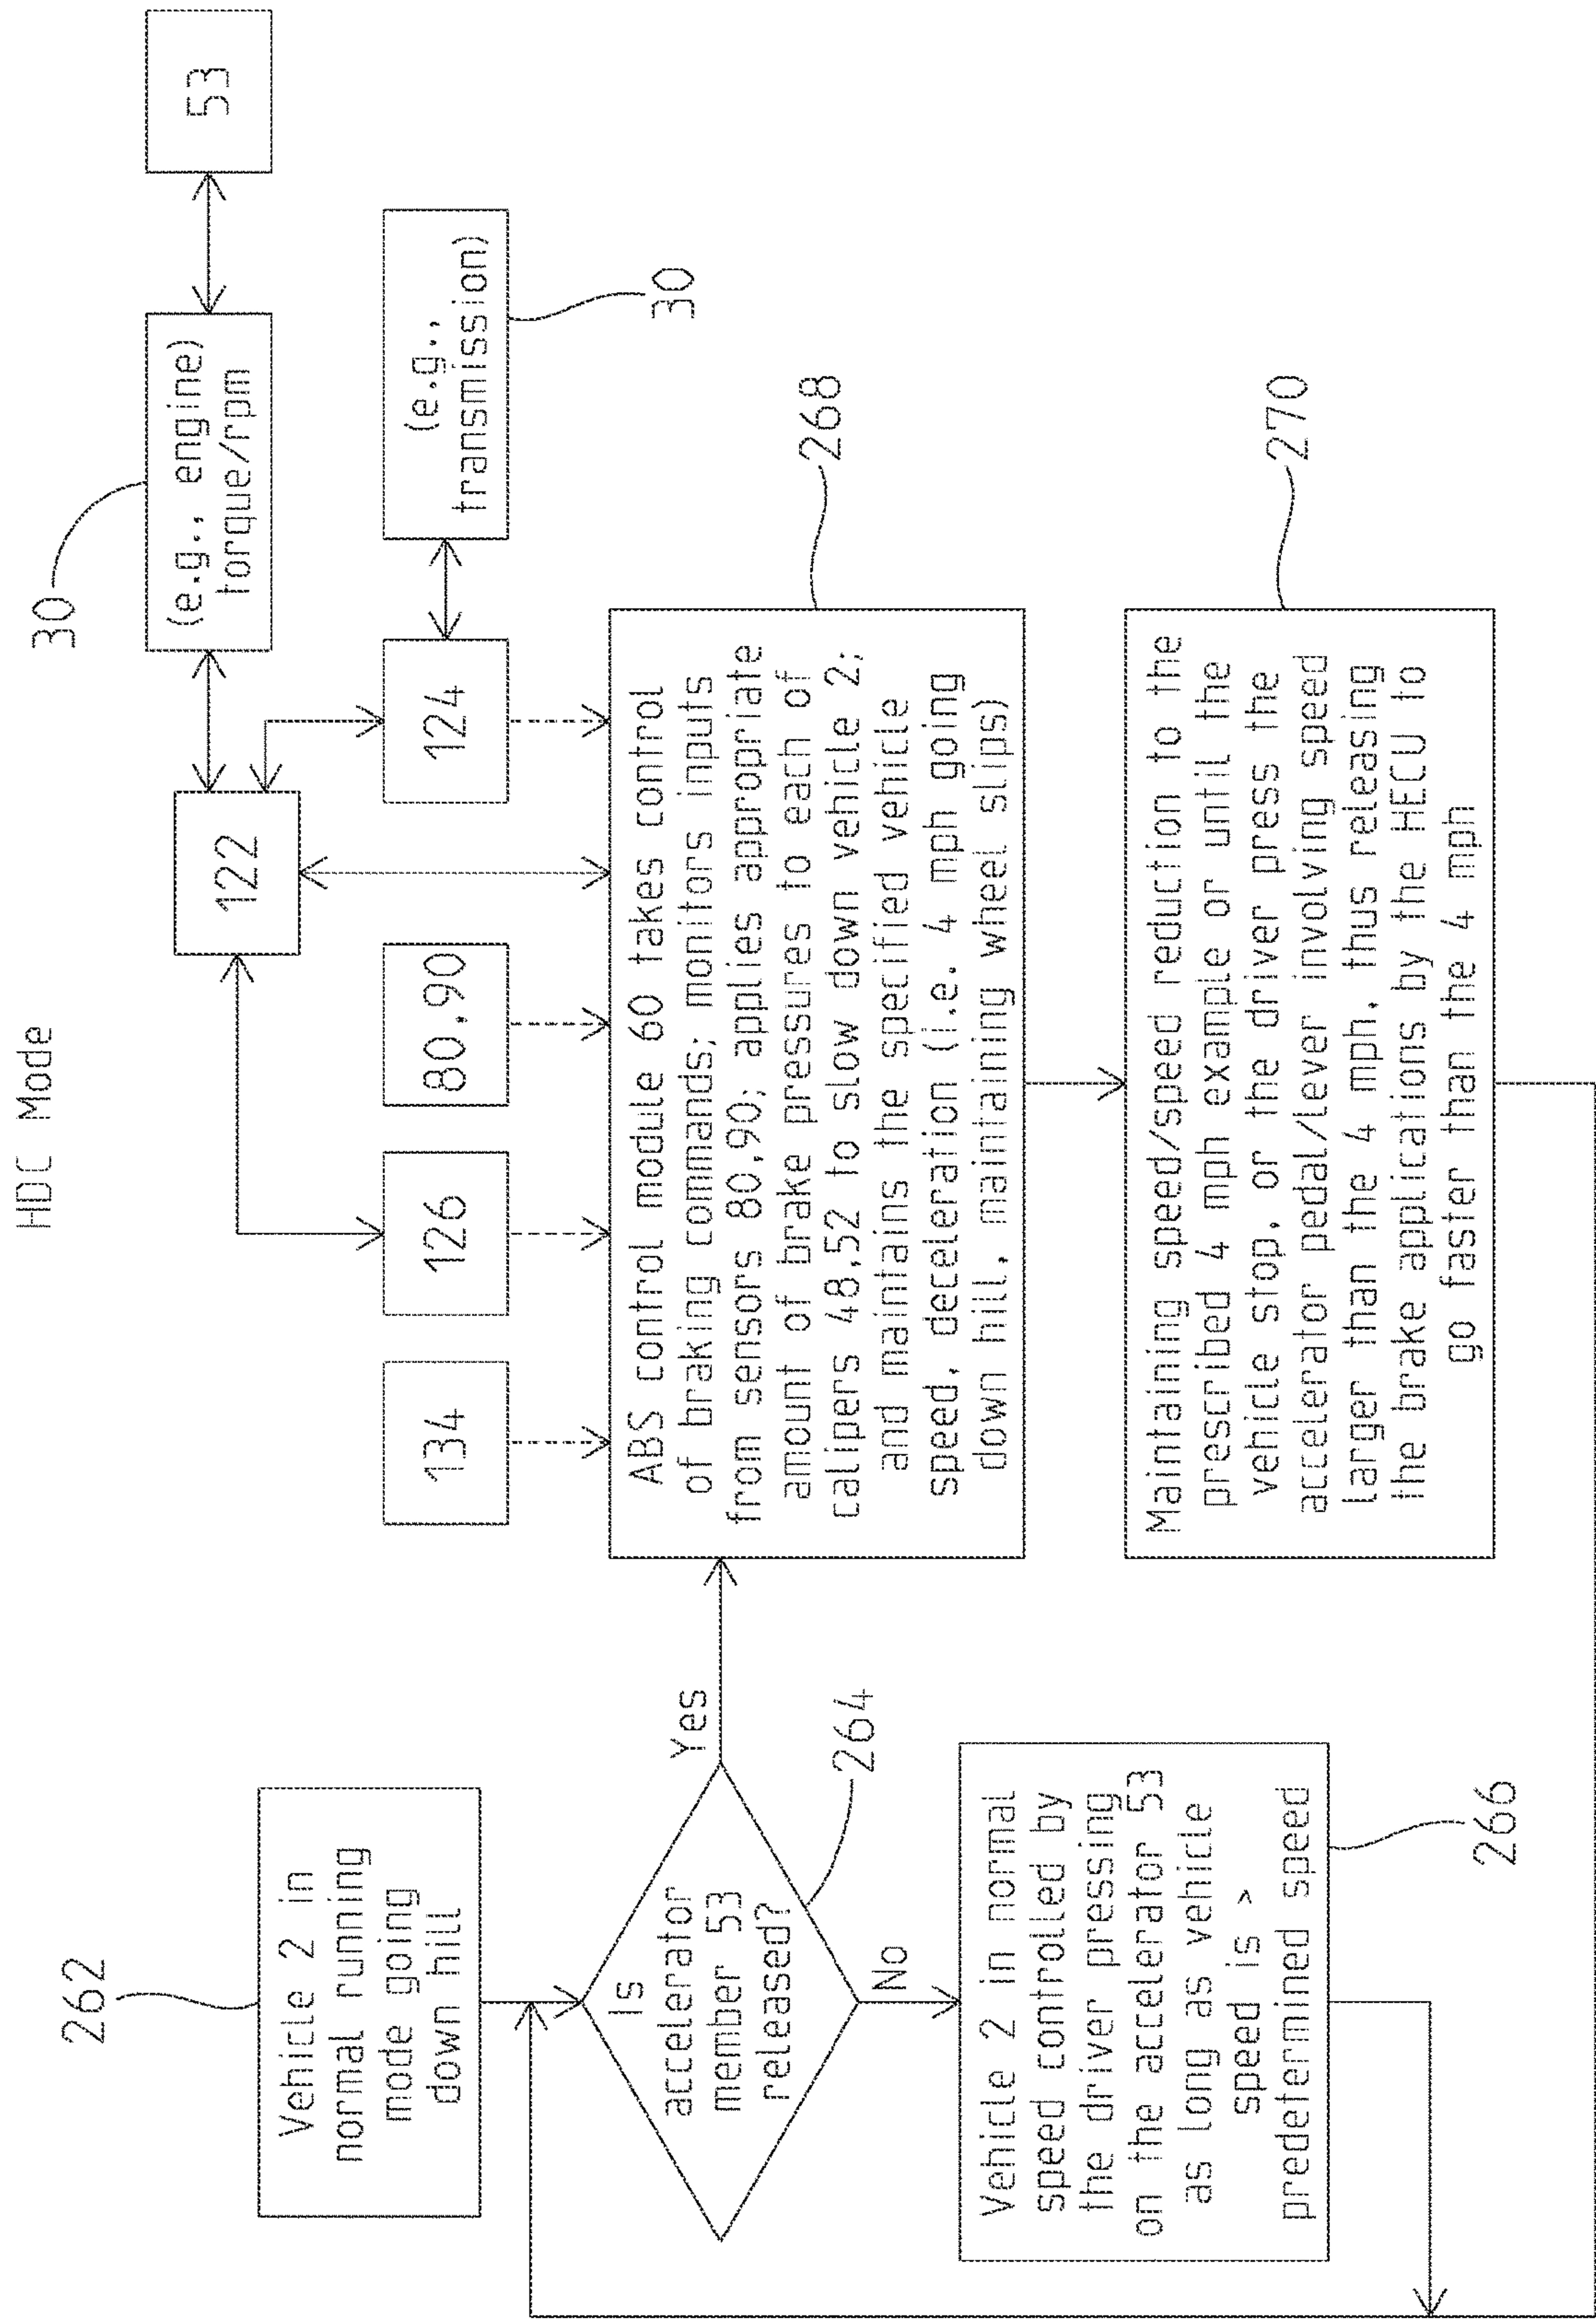 HDC Mode
262
Vehicle 2 in
normal running
mode going
down hill
Is
accelerator
member 53
released?
Yes
No
264
Vehicle 2 in normal
speed controlled by
the driver pressing
on the accelerator 53
as long as vehicle
speed is >
predetermined speed
266
134
126
80,90
122
124
30
(e.g., engine)
torque/rpm
53
(e.g.,
transmission)
30
ABS control module 60 takes control
of braking commands; monitors inputs
from sensors 80,90; applies appropriate
amount of brake pressures to each of
calipers 48,52 to slow down vehicle 2;
and maintains the specified vehicle
speed, deceleration (i.e. 4 mph going
down hill, maintaining wheel slips)
268
Maintaining speed/speed reduction to the
prescribed 4 mph example or until the
vehicle stop, or the driver press the
accelerator pedal/lever involving speed
larger than the 4 mph, thus releasing
the brake applications by the HECU to
go faster than the 4 mph
270